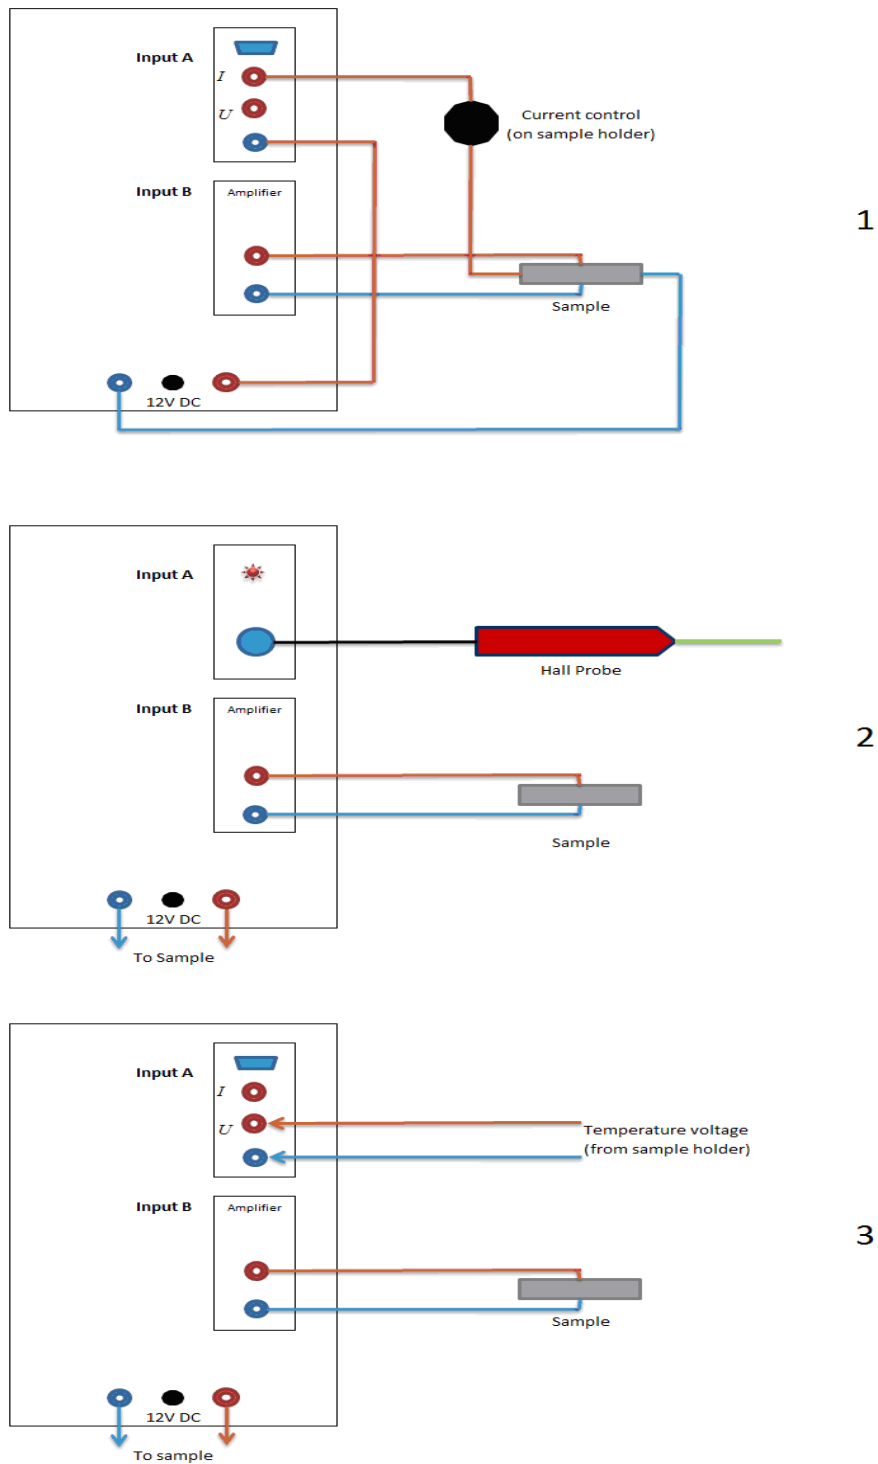 Input A
I
U
Current control
(on sample holder)
Input B
Amplifier
1
Sample
12V DC
Input A
Hall Probe
Input B
Amplifier
2
Sample
12V DC
To Sample
Input A
I
U
Temperature voltage
(from sample holder)
Input B
Amplifier
3
Sample
12V DC
To sample